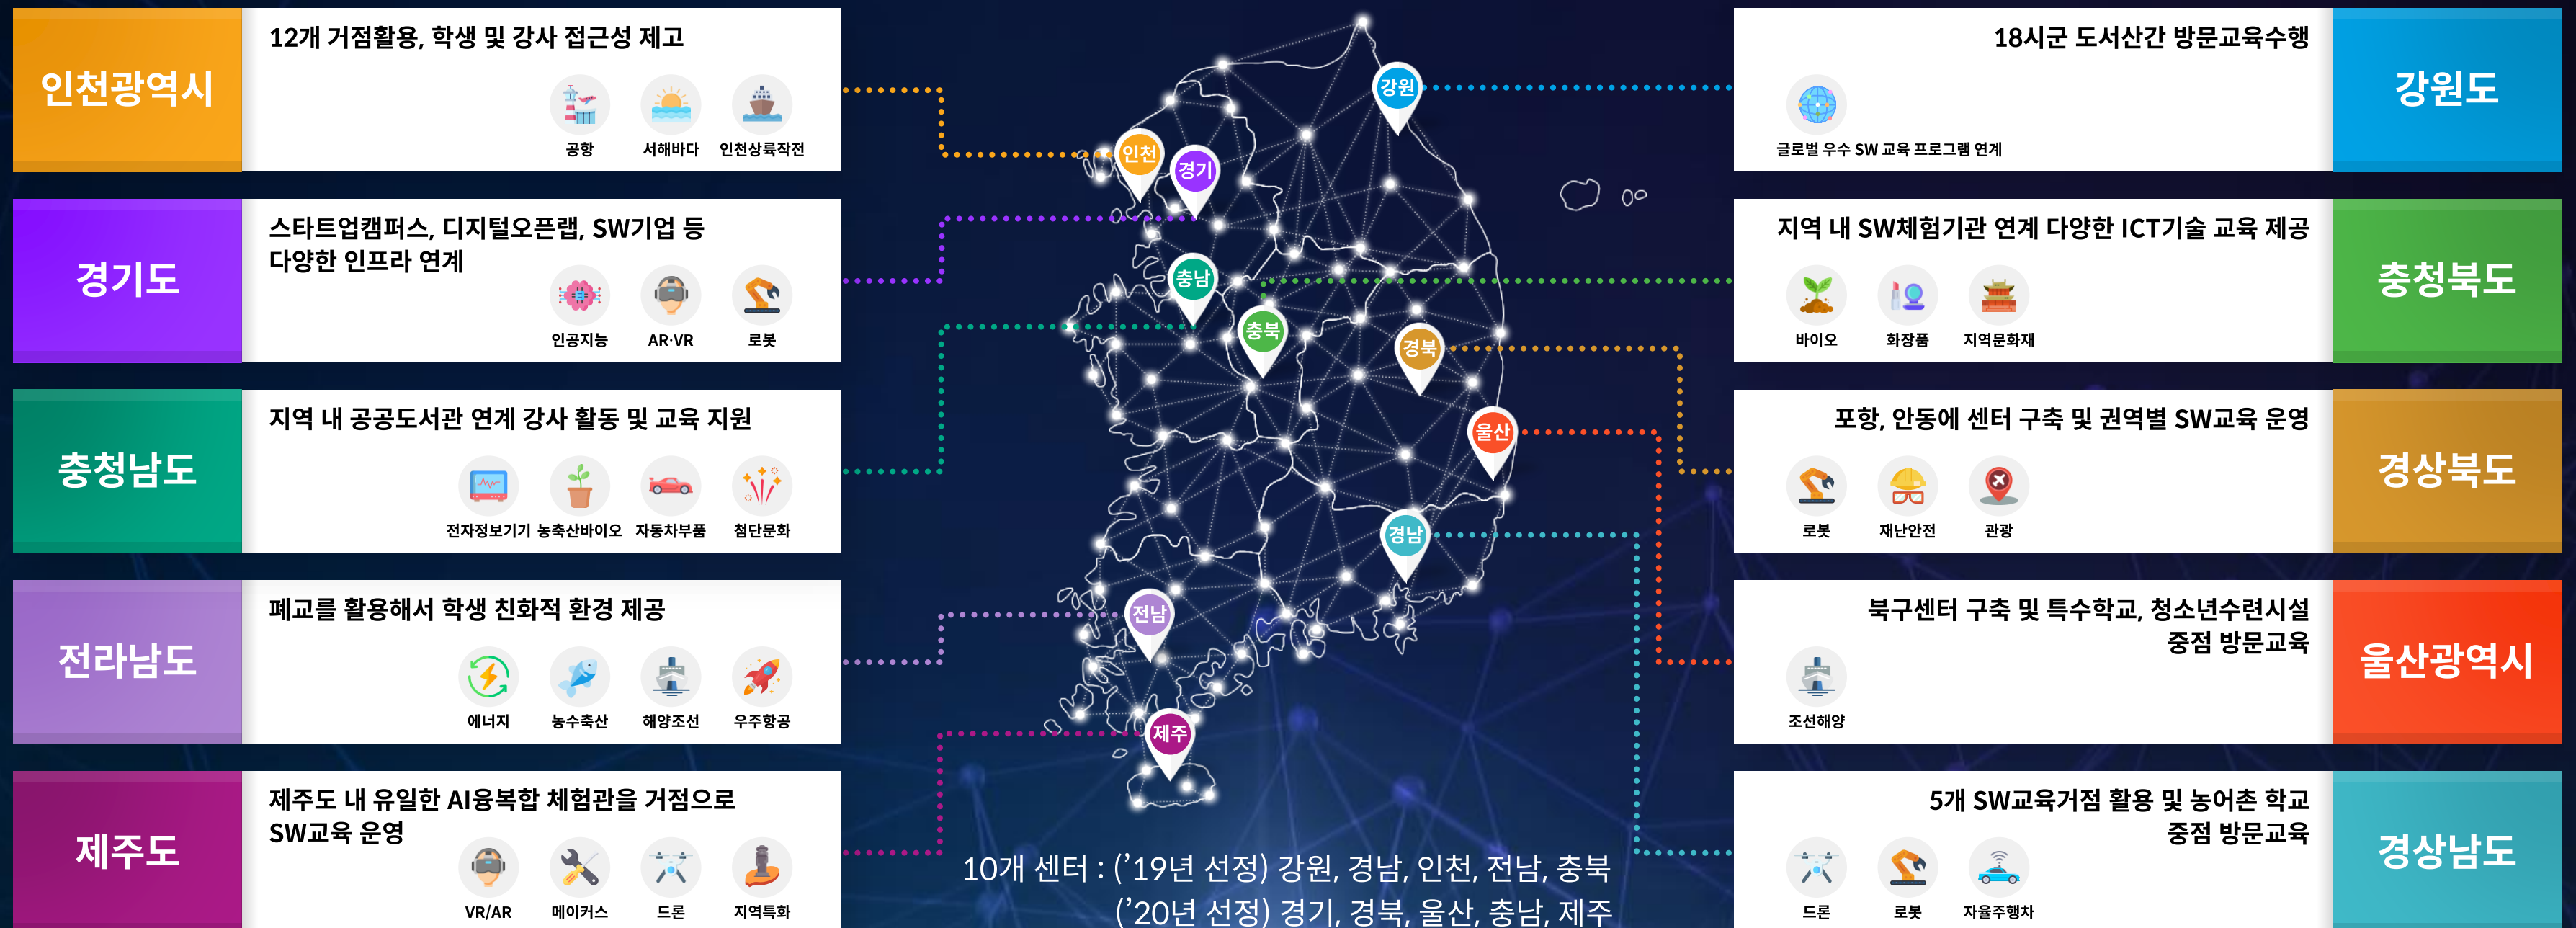 인천광역시
12개 거점활용, 학생 및 강사 접근성 제고
공항 서해바다 인천상륙작전
경기도
스타트업캠퍼스, 디지털오픈랩, SW기업 등
다양한 인프라 연계
인공지능 AR·VR 로봇
충청남도
지역 내 공공도서관 연계 강사 활동 및 교육 지원
전자정보기기 농축산바이오 자동차부품 첨단문화
전라남도
폐교를 활용해서 학생 친화적 환경 제공
에너지 농수축산 해양조선 우주항공
제주도
제주도 내 유일한 AI융복합 체험관을 거점으로
SW교육 운영
VR/AR 메이커스 드론 지역특화
강원
인천
경기
충남
충북
경북
울산
경남
전남
제주
10개 센터 : (’19년 선정) 강원, 경남, 인천, 전남, 충북
(’20년 선정) 경기, 경북, 울산, 충남, 제주
18시군 도서산간 방문교육수행
강원도
글로벌 우수 SW 교육 프로그램 연계
지역 내 SW체험기관 연계 다양한 ICT기술 교육 제공
충청북도
바이오 화장품 지역문화재
포항, 안동에 센터 구축 및 권역별 SW교육 운영
경상북도
로봇 재난안전 관광
북구센터 구축 및 특수학교, 청소년수련시설
중점 방문교육
울산광역시
조선해양
5개 SW교육거점 활용 및 농어촌 학교
중점 방문교육
경상남도
드론 로봇 자율주행차